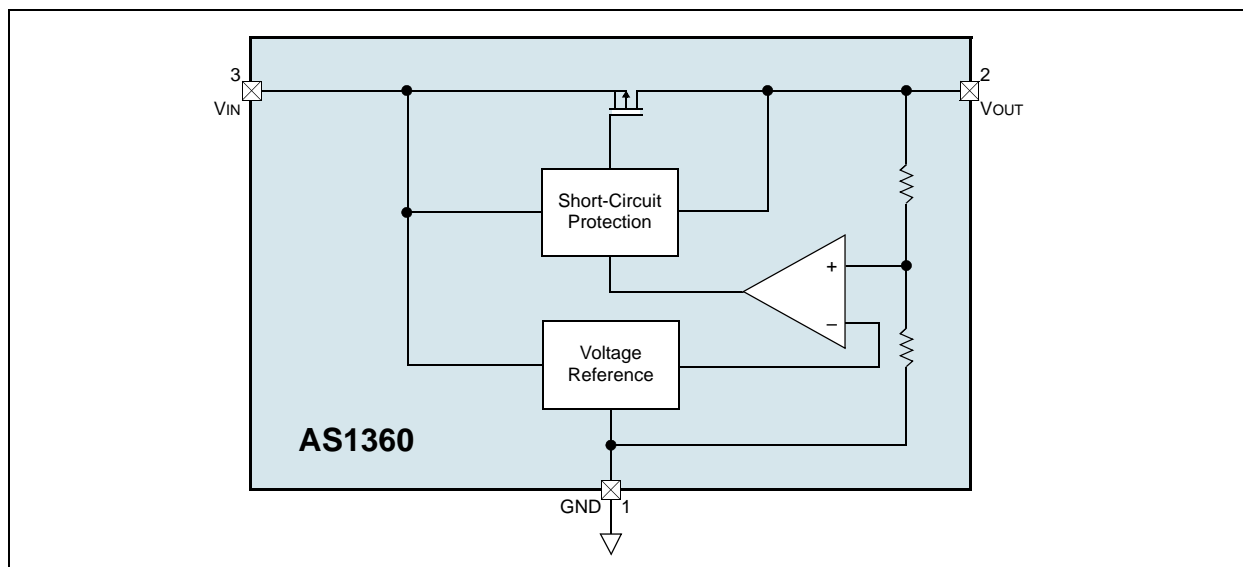 3
VIN
2
VOUT
Short-Circuit
Protection
+
–
Voltage
Reference
AS1360
GND
1